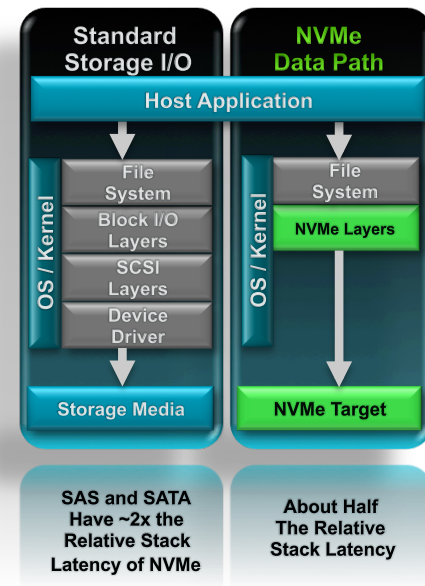 Standard
Storage I/O
NVMe
Data Path
Host Application
OS / Kernel
File
System
Block I/O
Layers
SCSI
Layers
Device
Driver
Storage Media
OS / Kernel
File
System
NVMe Layers
NVMe Target
SAS and SATA
Have ~2x the
Relative Stack
Latency of NVMe
About Half
The Relative
Stack Latency